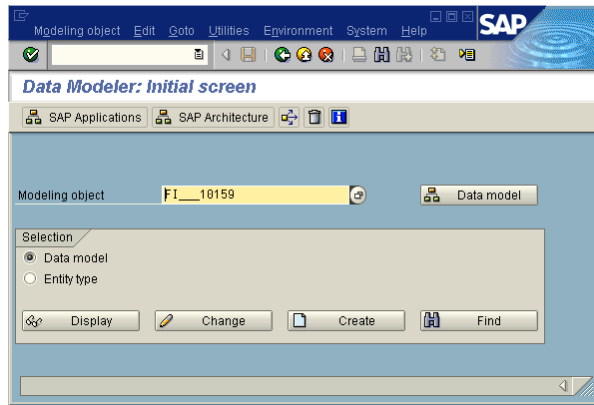 Modeling object Edit Goto Utilities Environment System Help
SAP
Data Modeler: Initial screen
SAP Applications SAP Architecture
Modeling object FI___10159 Data model
Selection
Data model
Entity type
Display Change Create Find